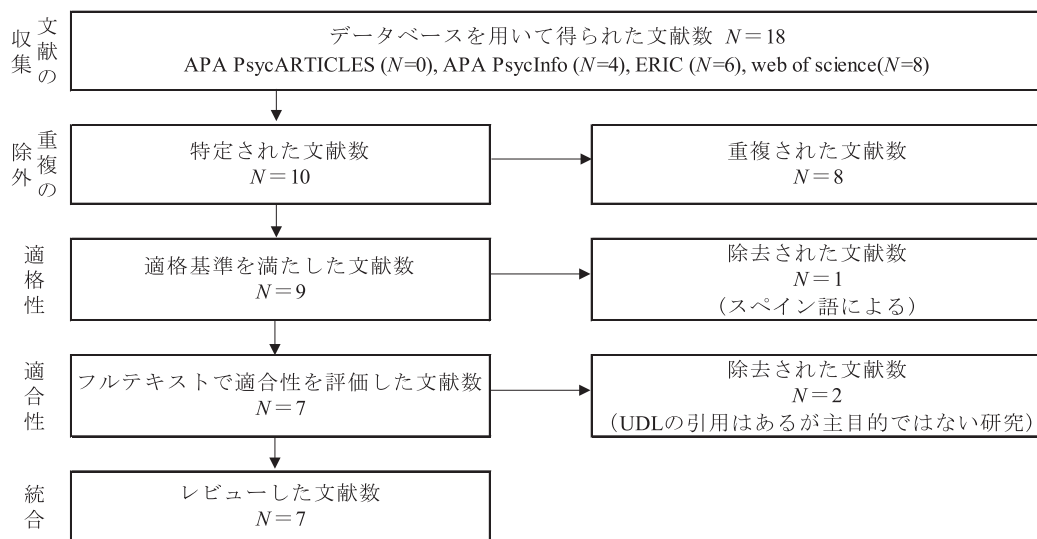 文献の
収集
データベースを用いて得られた文献数 N＝18
APA PsycARTICLES (N=0), APA PsycInfo (N=4), ERIC (N=6), web of science(N=8)
重複の
除外
特定された文献数
N＝10
重複された文献数
N＝8
適格性
適格基準を満たした文献数
N＝9
除去された文献数
N＝1
（スペイン語による）
適合性
フルテキストで適合性を評価した文献数
N＝7
除去された文献数
N＝2
（UDLの引用はあるが主目的ではない研究）
統合
レビューした文献数
N＝7